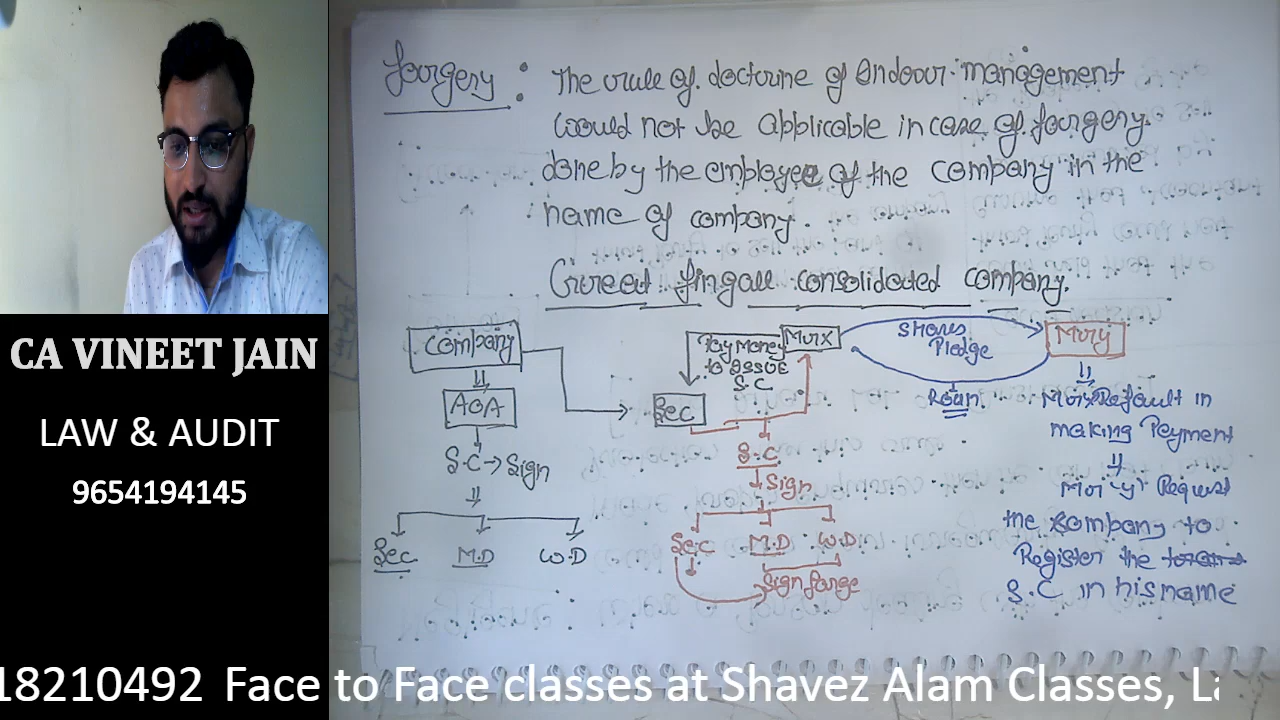 CA VINEET JAIN
LAW & AUDIT
9654194145
Forgery :
The rule of doctrine of Indoor management
would not be applicable in case of forgery
done by the employee of the company in the
name of company.
Great fingall consolidated company.
Company
AOA
S.C → Sign
Sec M.D W.D
Pay Money
to ISSUE
S.C
Mr X
Sec
S.C
Sign
Sec M.D W.D
Sign forge
Shares
Pledge
Loan
Mr y
Mr X Default in
making Payment
Mr 'y' Request
the Company to
Register the
S.C in his name
18210492 Face to Face classes at Shavez Alam Classes, La